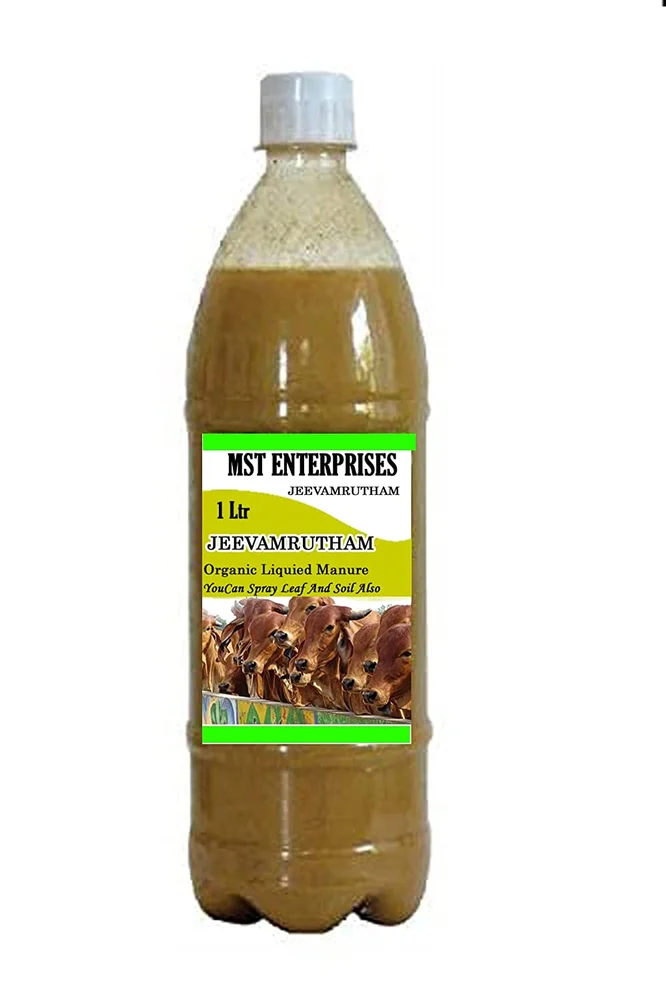 MST ENTERPRISES
JEEVAMRUTHAM
1 Ltr
JEEVAMRUTHAM
Organic Liquied Manure
YouCan Spray Leaf And Soil Also